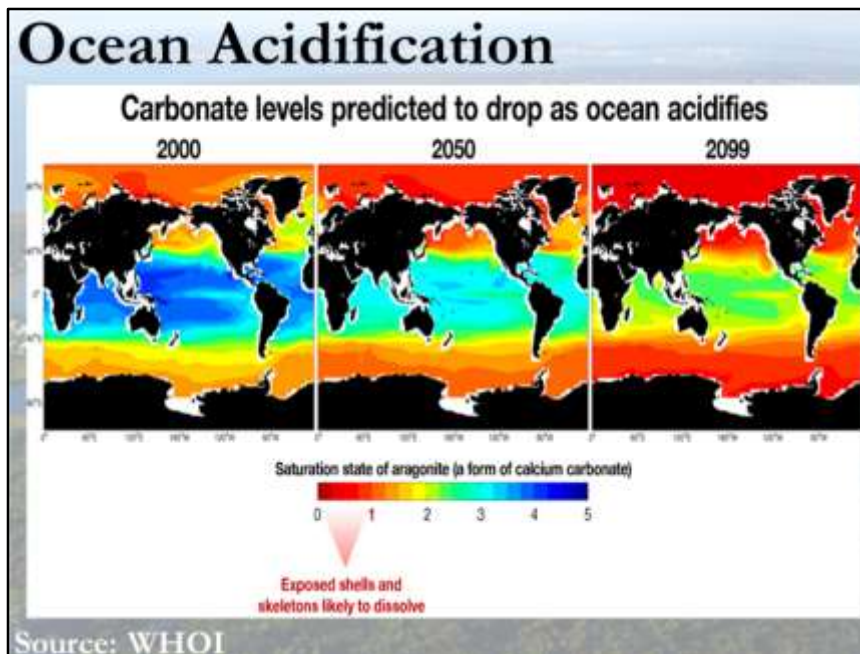 Ocean Acidification
Carbonate levels predicted to drop as ocean acidifies
2000 2050 2099
Saturation state of aragonite (a form of calcium carbonate)
0 1 2 3 4 5
Exposed shells and
skeletons likely to dissolve
Source: WHOI